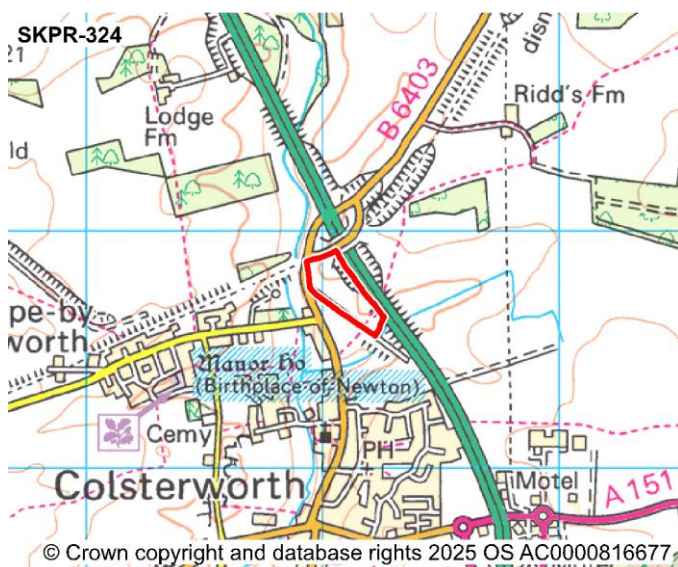 SKPR-324
21
Lodge
Fm
ld
B 6403
disn
Ridd's Fm
pe-by
worth
Manor Ho
(Birthplace of Newton)
Cemy
PH
Colsterworth
Motel
A 151
© Crown copyright and database rights 2025 OS AC0000816677